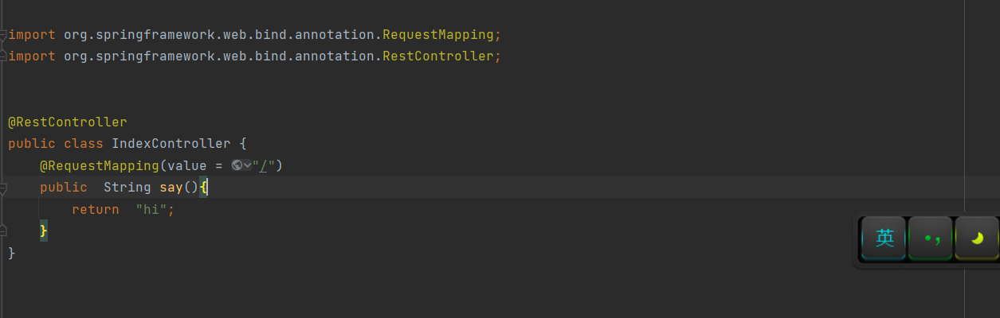 import org.springframework.web.bind.annotation.RequestMapping;
import org.springframework.web.bind.annotation.RestController;
@RestController
public class IndexController {
    @RequestMapping(value = "/")
    public  String say(){
        return  "hi";
    }
}
英 •,